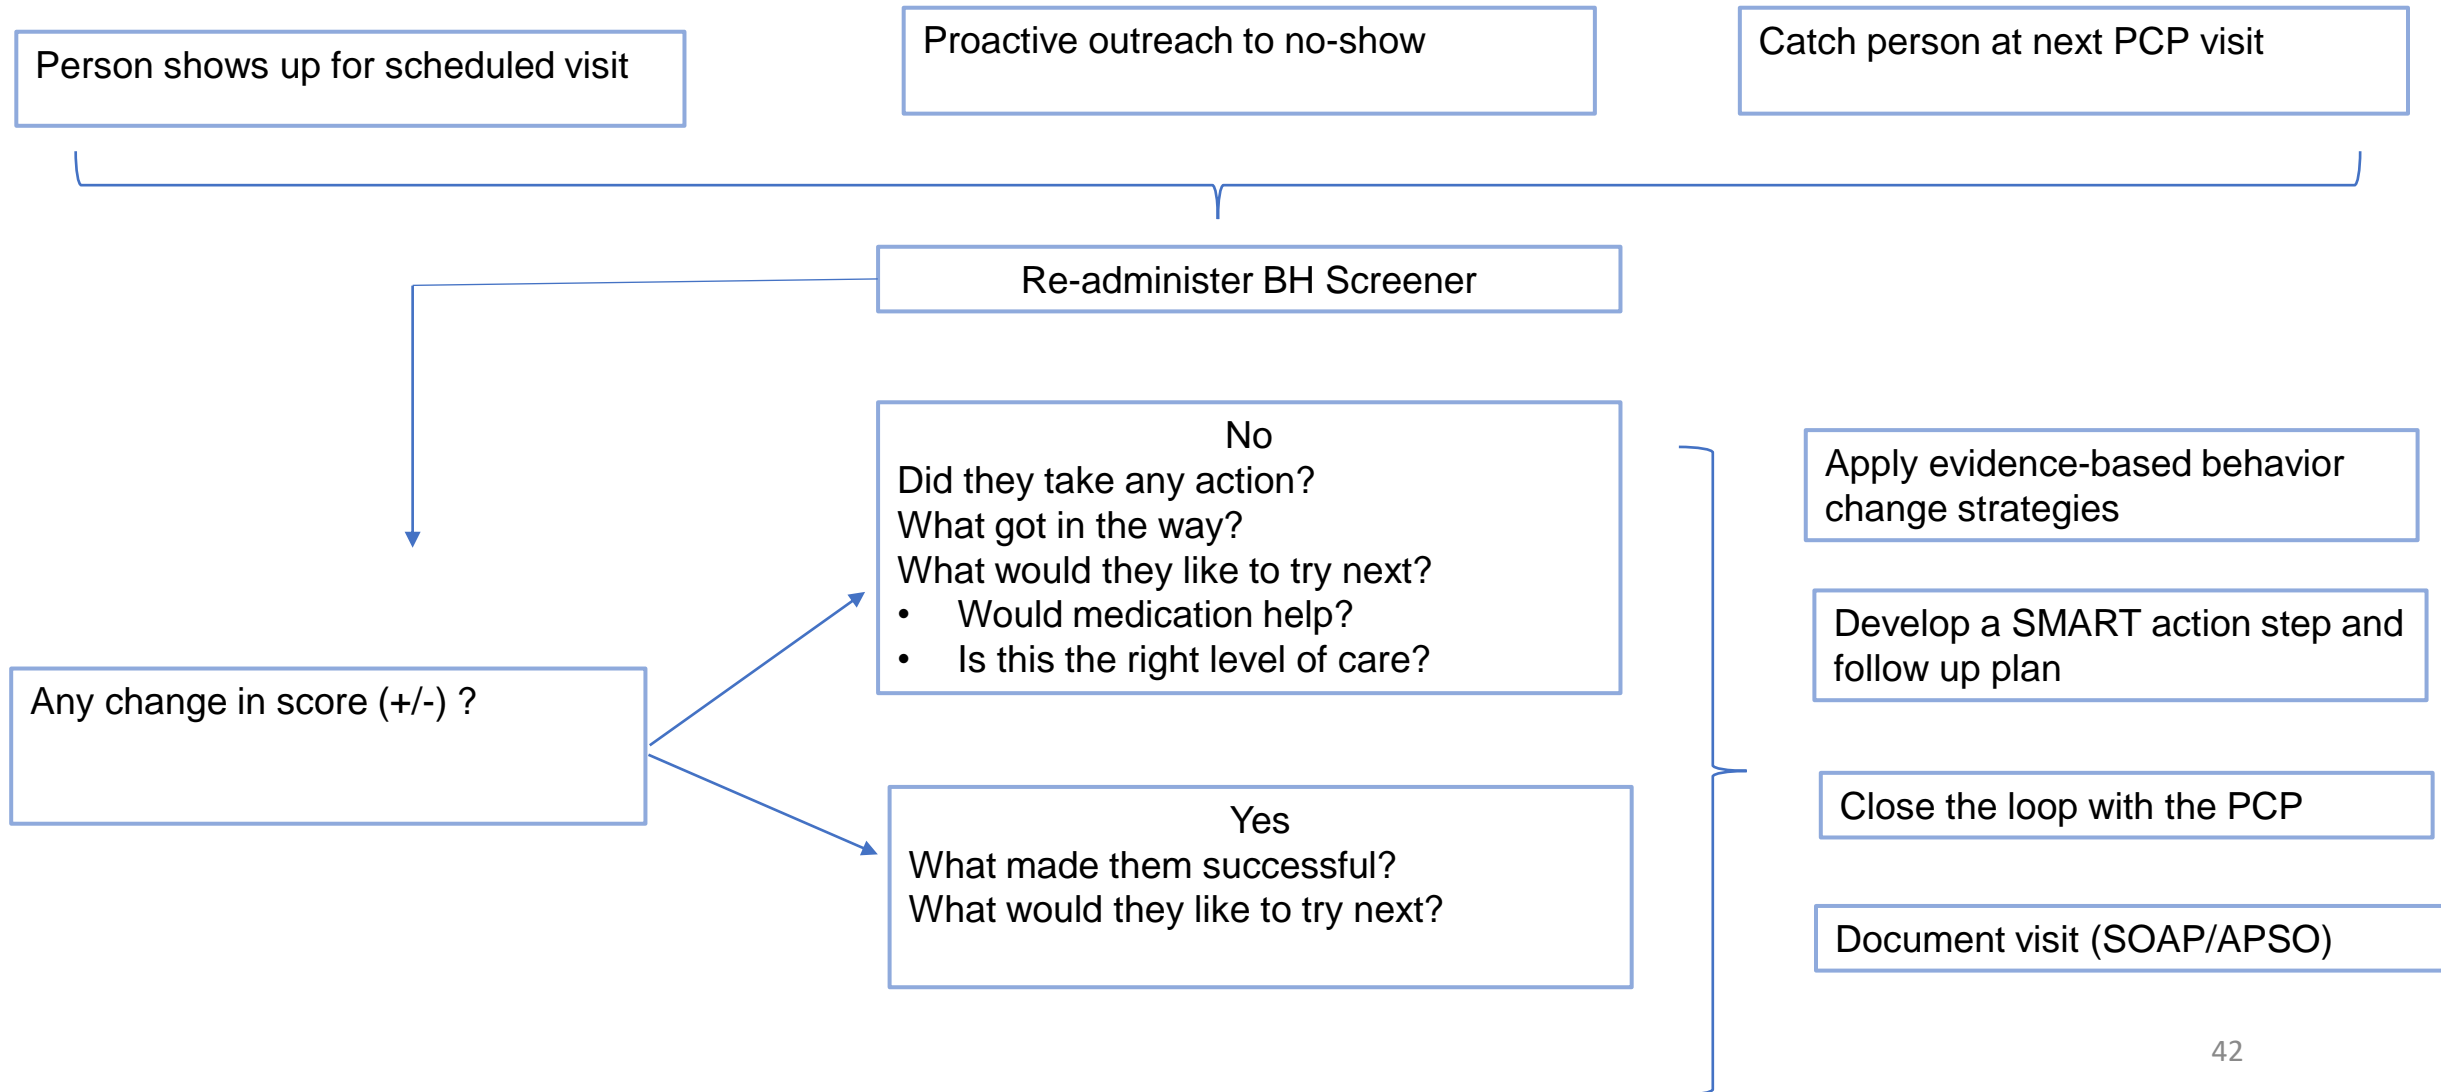 Person shows up for scheduled visit
Proactive outreach to no-show
Catch person at next PCP visit
Re-administer BH Screener
Any change in score (+/-) ?
No
Did they take any action?
What got in the way?
What would they like to try next?
• Would medication help?
• Is this the right level of care?
Yes
What made them successful?
What would they like to try next?
Apply evidence-based behavior
change strategies
Develop a SMART action step and
follow up plan
Close the loop with the PCP
Document visit (SOAP/APSO)
42